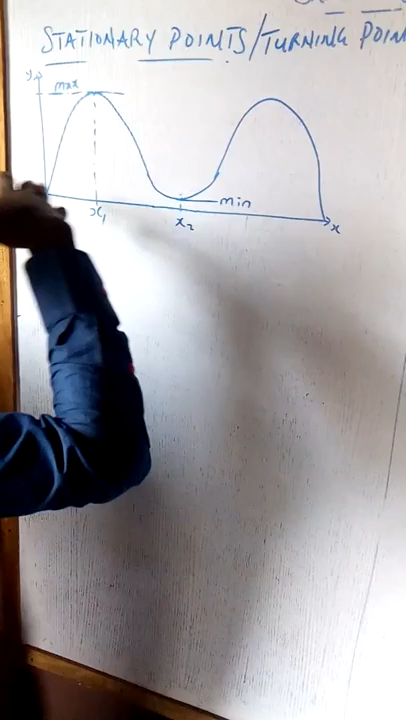 STATIONARY POINTS/TURNING POIN
y
max
min
x₁
x₂
x